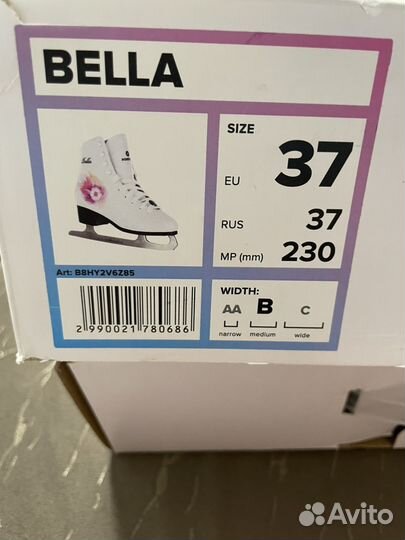 BELLA
SIZE
EU 37
RUS 37
MP (mm) 230
Art: B8HY2V6Z85
2 990021 780686
WIDTH:
AA B C
narrow medium wide
Avito